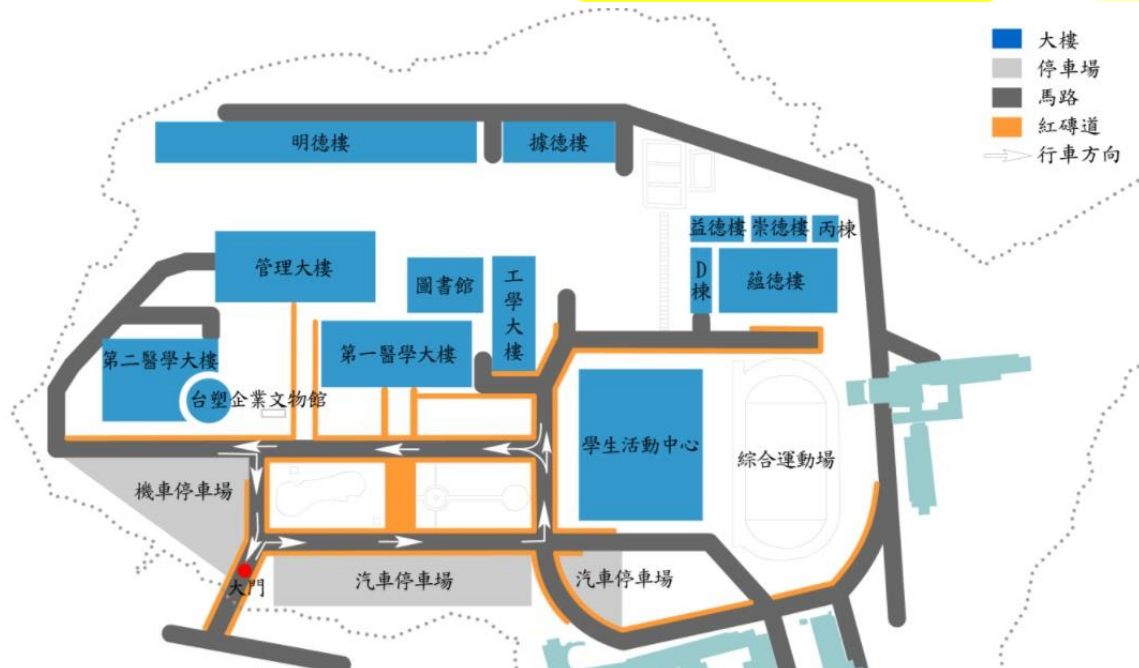 大樓
停車場
馬路
紅磚道
行車方向
明德樓
據德樓
益德樓
崇德樓
丙棟
管理大樓
圖書館
工學大樓
D棟
蘊德樓
第二醫學大樓
第一醫學大樓
台塑企業文物館
學生活動中心
綜合運動場
機車停車場
大門
汽車停車場
汽車停車場